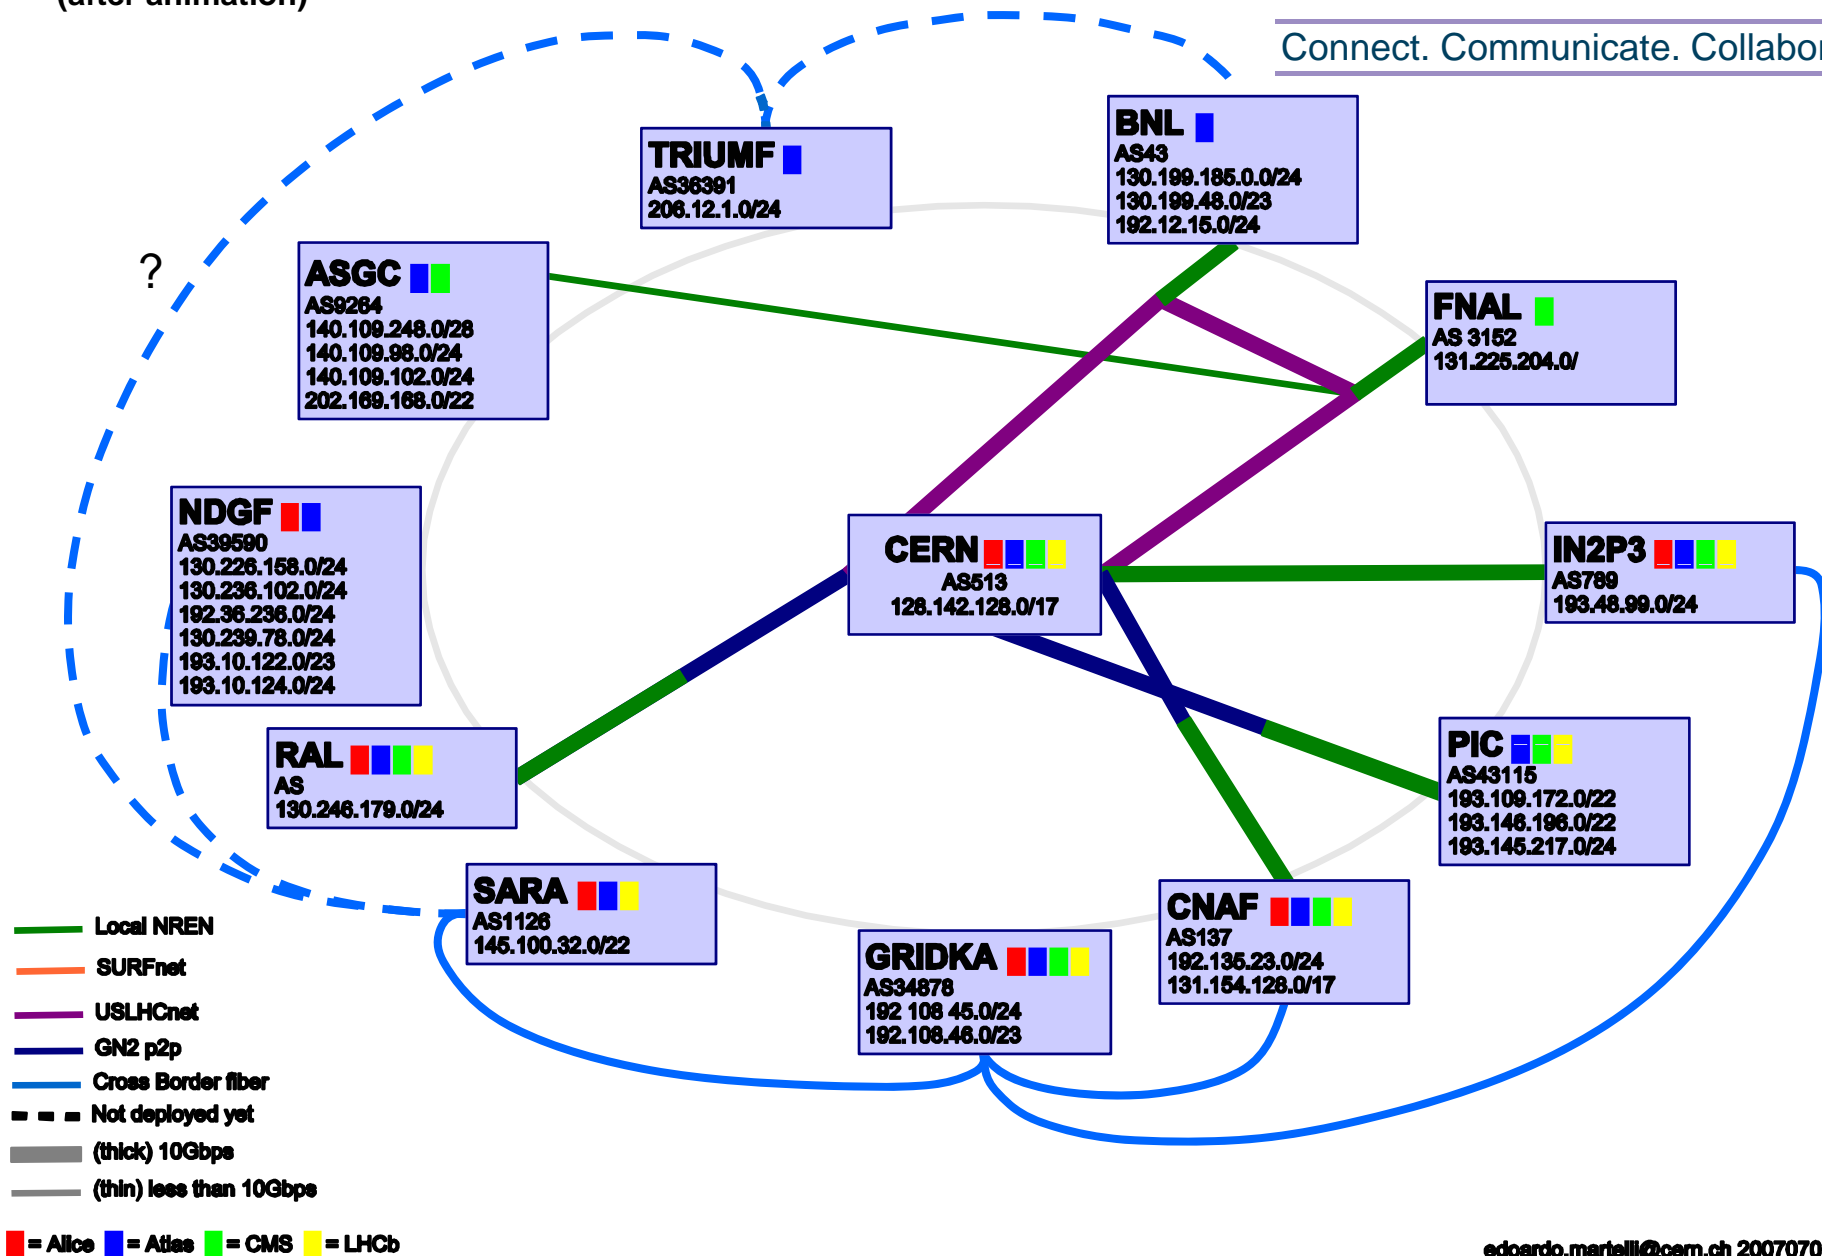 (after animation)
Connect. Communicate. Collabor
BNL
AS43
130.199.185.0.0/24
130.199.48.0/23
192.12.15.0/24
TRIUMF
AS36391
206.12.1.0/24
?
ASGC
AS9264
140.109.248.0/28
140.109.98.0/24
140.109.102.0/24
202.169.168.0/22
FNAL
AS 3152
131.225.204.0/
NDGF
AS39590
130.226.158.0/24
130.236.102.0/24
192.36.236.0/24
130.239.78.0/24
193.10.122.0/23
193.10.124.0/24
CERN
AS513
128.142.128.0/17
IN2P3
AS789
193.48.99.0/24
RAL
AS
130.246.179.0/24
PIC
AS43115
193.109.172.0/22
193.146.196.0/22
193.145.217.0/24
SARA
AS1126
145.100.32.0/22
GRIDKA
AS34878
192 108 45.0/24
192.108.46.0/23
CNAF
AS137
192.135.23.0/24
131.154.128.0/17
Local NREN
SURFnet
USLHCnet
GN2 p2p
Cross Border fiber
Not deployed yet
(thick) 10Gbps
(thin) less than 10Gbps
= Alice = Atlas = CMS = LHCb
edoardo.martelli@cern.ch 2007070